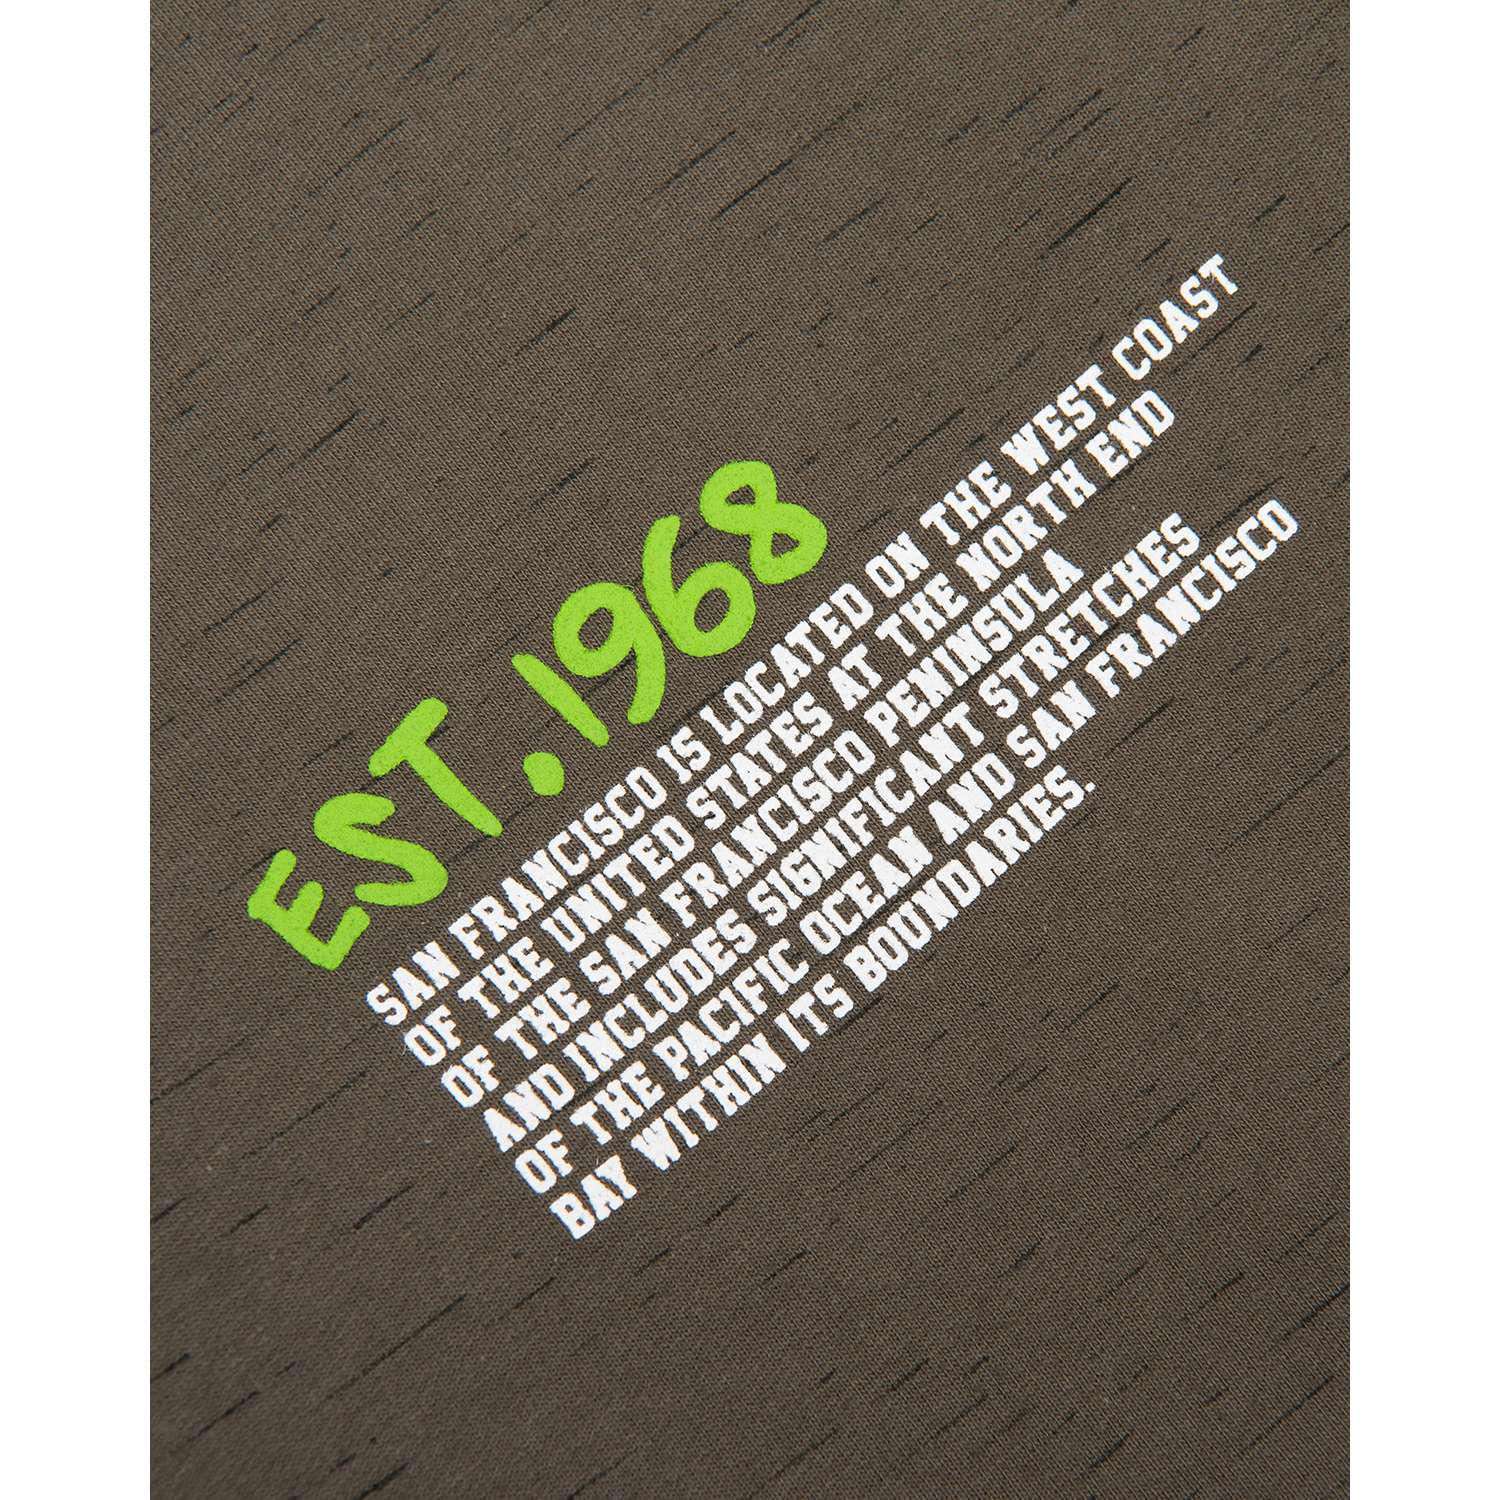 EST.1968
SAN FRANCISCO IS LOCATED ON THE WEST COAST
OF THE UNITED STATES AT THE NORTH END
OF THE SAN FRANCISCO PENINSULA
AND INCLUDES SIGNIFICANT STRETCHES
OF THE PACIFIC OCEAN AND SAN FRANCISCO
BAY WITHIN ITS BOUNDARIES.